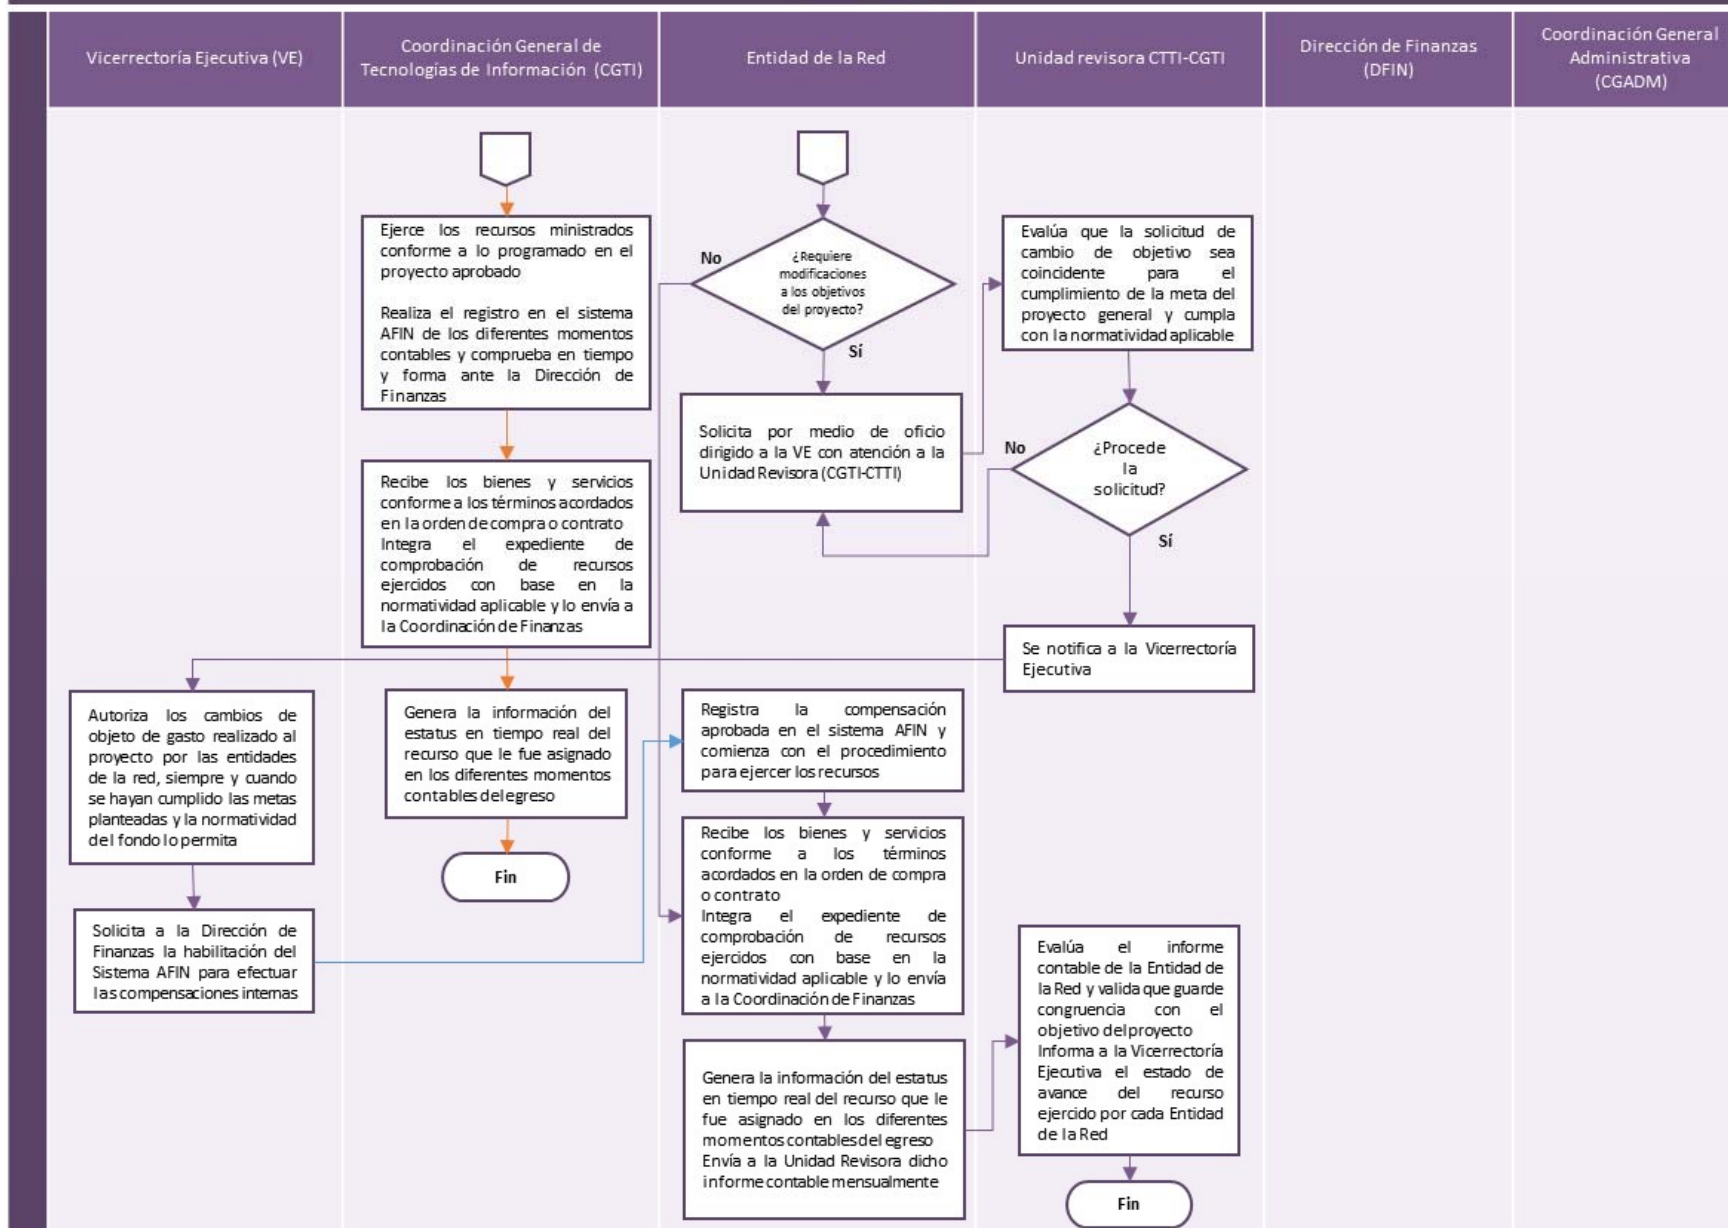 Vicerrectoría Ejecutiva (VE)
Coordinación General de
Tecnologías de Información (CGTI)
Entidad de la Red
Unidad revisora CTTI-CGTI
Dirección de Finanzas
(DFIN)
Coordinación General
Administrativa
(CGADM)
Ejerce los recursos ministrados
conforme a lo programado en el
proyecto aprobado
Realiza el registro en el sistema
AFIN de los diferentes momentos
contables y comprueba en tiempo
y forma ante la Dirección de
Finanzas
Recibe los bienes y servicios
conforme a los términos acordados
en la orden de compra o contrato
Integra el expediente de
comprobación de recursos
ejercidos con base en la
normatividad aplicable y lo envía a
la Coordinación de Finanzas
Genera la información del
estatus en tiempo real del
recurso que le fue asignado
en los diferentes momentos
contables del egreso
Fin
No
¿Requiere
modificaciones
a los objetivos
del proyecto?
Sí
Solicita por medio de oficio
dirigido a la VE con atención a la
Unidad Revisora (CGTI-CTTI)
Evalúa que la solicitud de
cambio de objetivo sea
coincidente para el
cumplimiento de la meta del
proyecto general y cumpla
con la normatividad aplicable
No
¿Procede
la
solicitud?
Sí
Se notifica a la Vicerrectoría
Ejecutiva
Autoriza los cambios de
objeto de gasto realizado al
proyecto por las entidades
de la red, siempre y cuando
se hayan cumplido las metas
planteadas y la normatividad
del fondo lo permita
Solicita a la Dirección de
Finanzas la habilitación del
Sistema AFIN para efectuar
las compensaciones internas
Registra la compensación
aprobada en el sistema AFIN y
comienza con el procedimiento
para ejercer los recursos
Recibe los bienes y servicios
conforme a los términos
acordados en la orden de compra
o contrato
Integra el expediente de
comprobación de recursos
ejercidos con base en la
normatividad aplicable y lo envía
a la Coordinación de Finanzas
Genera la información del estatus
en tiempo real del recurso que le
fue asignado en los diferentes
momentos contables del egreso
Envía a la Unidad Revisora dicho
informe contable mensualmente
Evalúa el informe
contable de la Entidad de
la Red y valida que guarde
congruencia con el
objetivo del proyecto
Informa a la Vicerrectoría
Ejecutiva el estado de
avance del recurso
ejercido por cada Entidad
de la Red
Fin